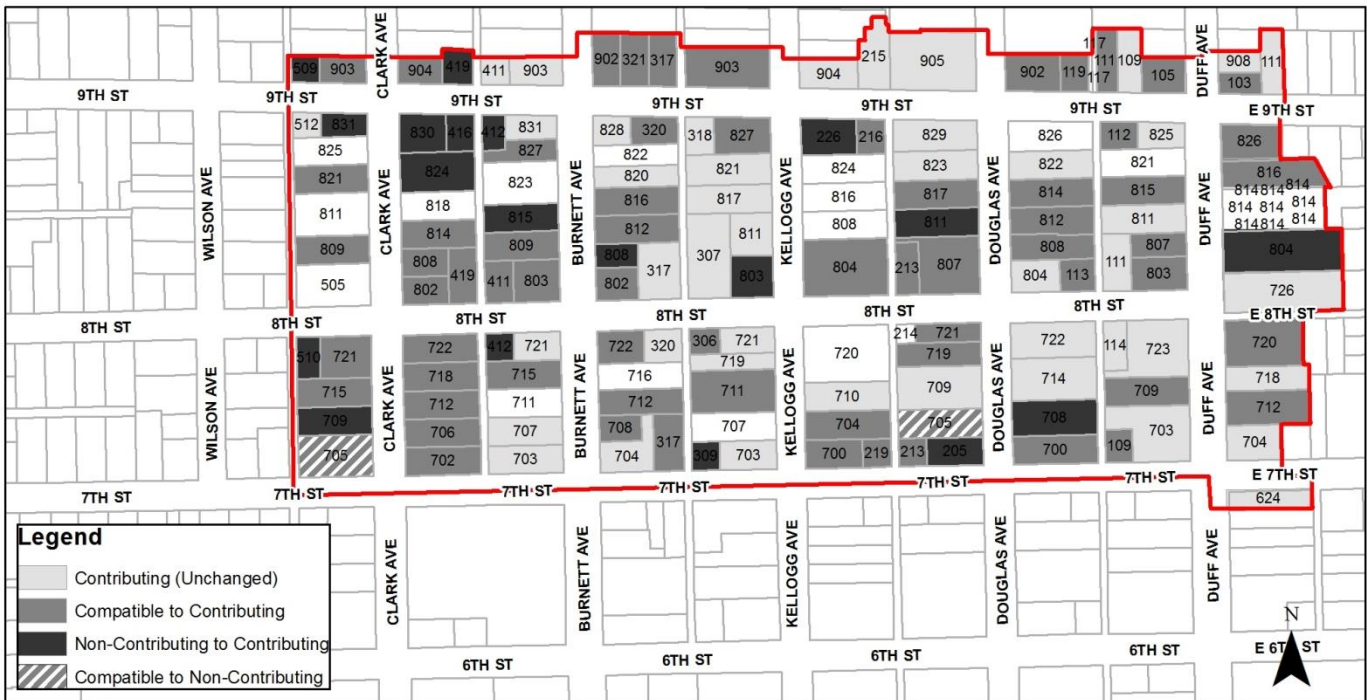 117
215
509 903 904 419 411 903 902 321 317 903 904 905 902 119 111 109 105 908 111
117
103
CLARK AVE
DUFF AVE
9TH ST 9TH ST 9TH ST 9TH ST 9TH ST E 9TH ST
512 831 830 416 412 831 828 320 318 827 226 216 829 826 112 825 826
825 824 827 822 821 824 823 822 821 816
821 823 820 817 816 817 814 815 814 814 814
811 818 815 816 811 808 811 812 811 814 814 814
809 814 809 812 307 804 213 807 808 111 807 814 814 814
808 419 411 803 808 317 803 804 113 803 804
505 802 802 726
WILSON AVE
CLARK AVE
BURNETT AVE
KELLOGG AVE
DOUGLAS AVE
DUFF AVE
8TH ST 8TH ST 8TH ST 8TH ST 8TH ST E 8TH ST
510 721 722 412 721 722 320 306 721 720 214 721 722 114 723 720
715 718 715 716 719 710 719 714 709 718
709 712 711 712 711 704 709 708 703 712
705 706 707 708 317 707 700 219 705 700 109 704
702 703 704 309 703 213 205
WILSON AVE
CLARK AVE
BURNETT AVE
KELLOGG AVE
DOUGLAS AVE
DUFF AVE
7TH ST 7TH ST 7TH ST 7TH ST 7TH ST 7TH ST E 7TH ST
624
CLARK AVE
BURNETT AVE
KELLOGG AVE
DOUGLAS AVE
DUFF AVE
Legend
Contributing (Unchanged)
Compatible to Contributing
Non-Contributing to Contributing
Compatible to Non-Contributing
N
6TH ST 6TH ST 6TH ST 6TH ST E 6TH ST